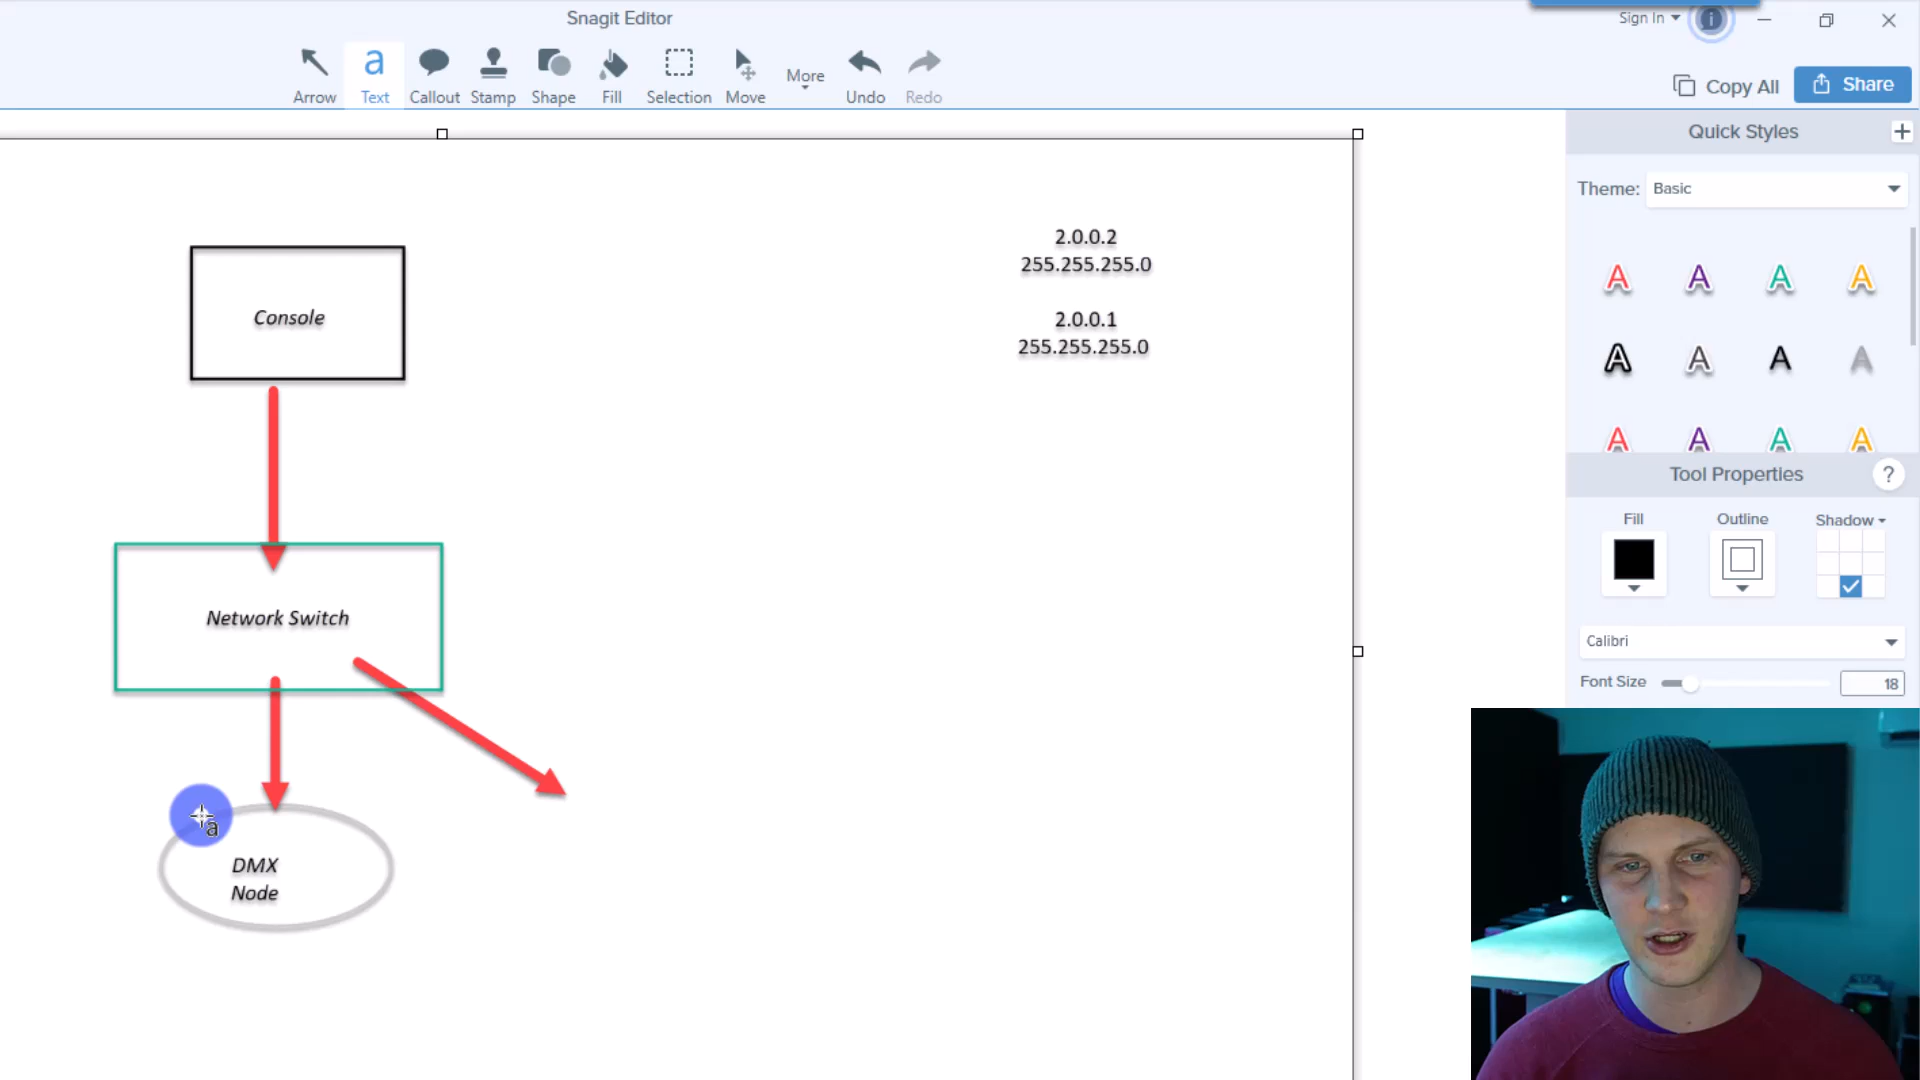 Snagit Editor
Sign In
Arrow
Text
Callout
Stamp
Shape
Fill
Selection
Move
More
Undo
Redo
Copy All
Share
Quick Styles
Theme: Basic
2.0.0.2
255.255.255.0
2.0.0.1
255.255.255.0
Console
Network Switch
DMX
Node
Tool Properties
?
Fill
Outline
Shadow
Calibri
Font Size
18